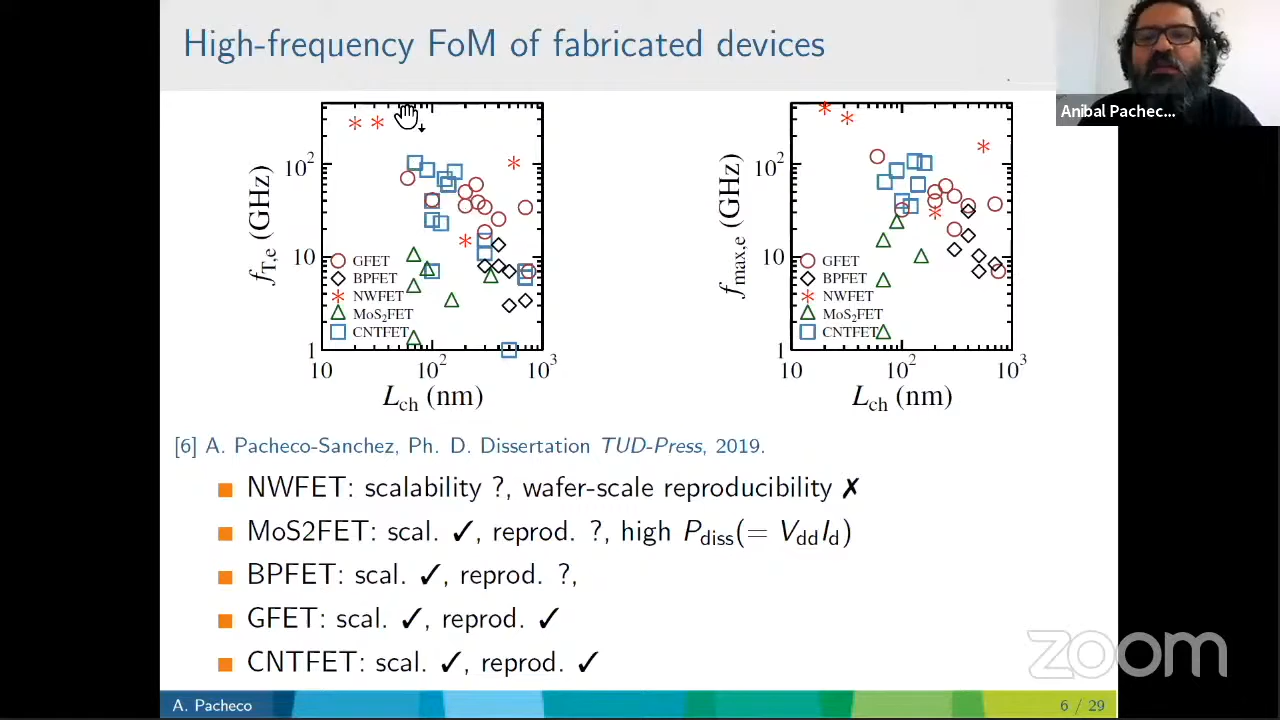 High-frequency FoM of fabricated devices
Anibal Pachec...
f_T,e (GHz)
10²
10
1
GFET
BPFET
NWFET
MoS₂FET
CNTFET
10
10²
10³
L_ch (nm)
f_max,e (GHz)
10²
10
1
GFET
BPFET
NWFET
MoS₂FET
CNTFET
10
10²
10³
L_ch (nm)
[6] A. Pacheco-Sanchez, Ph. D. Dissertation TUD-Press, 2019.
NWFET: scalability ?, wafer-scale reproducibility ✗
MoS2FET: scal. ✓, reprod. ?, high P_diss(= V_dd I_d)
BPFET: scal. ✓, reprod. ?,
GFET: scal. ✓, reprod. ✓
CNTFET: scal. ✓, reprod. ✓
zoom
A. Pacheco
6 / 29